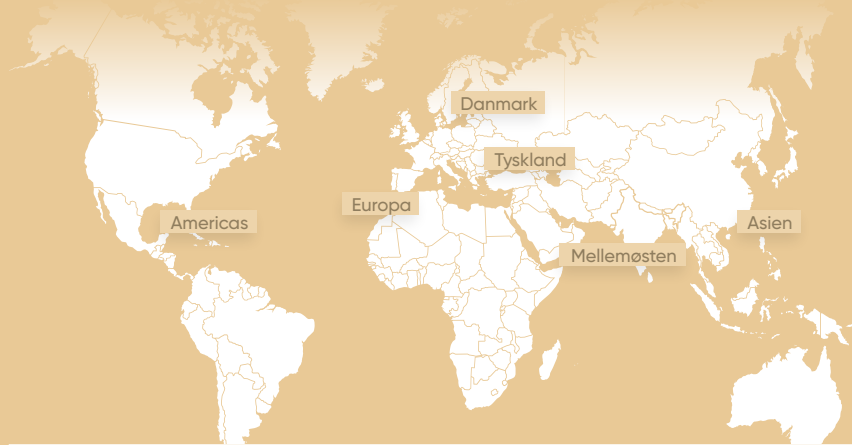 Danmark
Tyskland
Europa
Americas
Asien
Mellemøsten